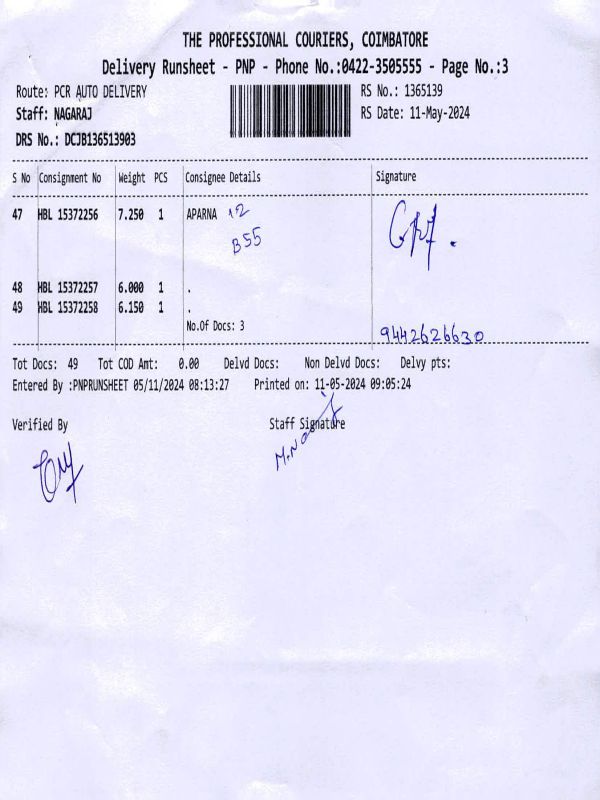 THE PROFESSIONAL COURIERS, COIMBATORE
Delivery Runsheet - PNP - Phone No.:0422-3505555 - Page No.:3
Route: PCR AUTO DELIVERY RS No.: 1365139
Staff: NAGARAJ RS Date: 11-May-2024
DRS No.: DCJB136513903
S No Consignment No Weight PCS Consignee Details Signature
47 HBL 15372256 7.250 1 APARNA 12
B55
48 HBL 15372257 6.000 1 .
49 HBL 15372258 6.150 1 .
No.Of Docs: 3
9442626630
Tot Docs: 49 Tot COD Amt: 0.00 Delvd Docs: Non Delvd Docs: Delvy pts:
Entered By :PNPRUNSHEET 05/11/2024 08:13:27 Printed on: 11-05-2024 09:05:24
Verified By Staff Signature